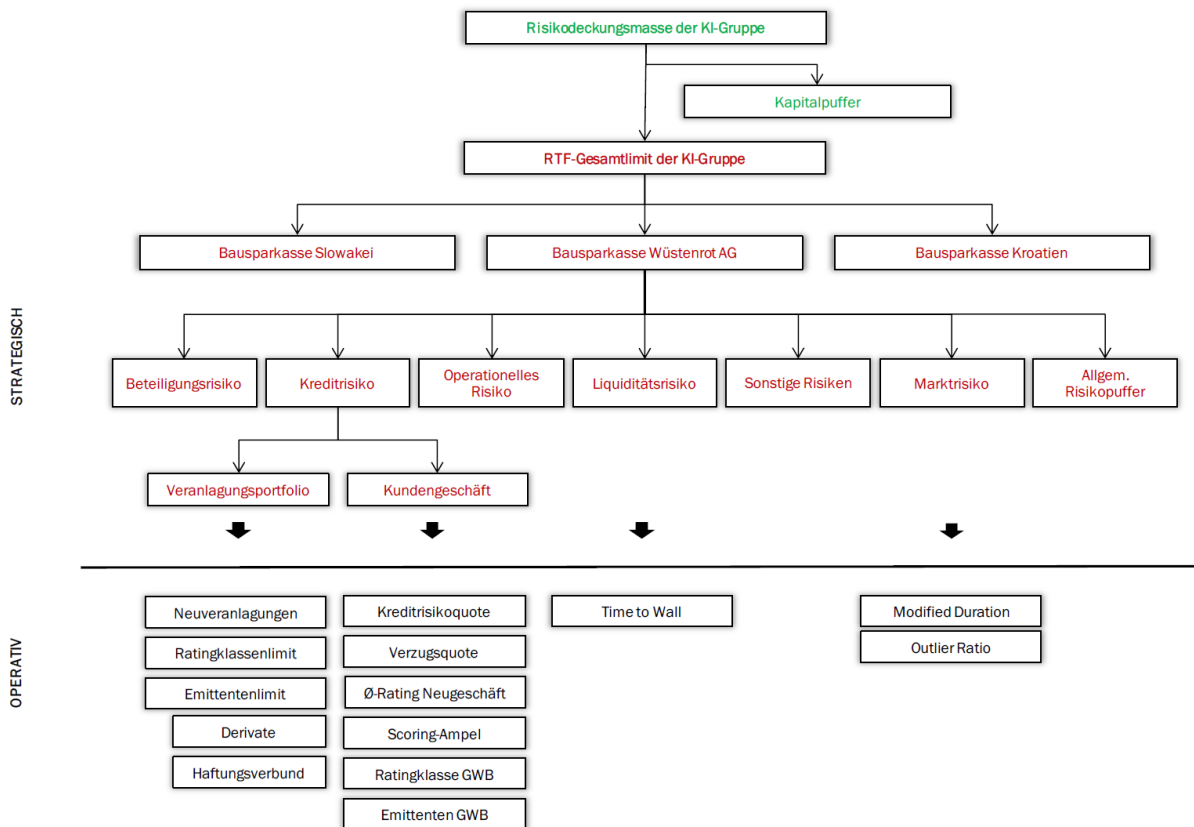 Risikodeckungsmasse der KI-Gruppe
Kapitalpuffer
RTF-Gesamtlimit der KI-Gruppe
Bausparkasse Slowakei
Bausparkasse Wüstenrot AG
Bausparkasse Kroatien
STRATEGISCH
Beteiligungsrisiko
Kreditrisiko
Operationelles
Risiko
Liquiditätsrisiko
Sonstige Risiken
Marktrisiko
Allgem.
Risikopuffer
Veranlagungsportfolio
Kundengeschäft
OPERATIV
Neuveranlagungen
Ratingklassenlimit
Emittentenlimit
Derivate
Haftungsverbund
Kreditrisikoquote
Verzugsquote
Ø-Rating Neugeschäft
Scoring-Ampel
Ratingklasse GWB
Emittenten GWB
Time to Wall
Modified Duration
Outlier Ratio